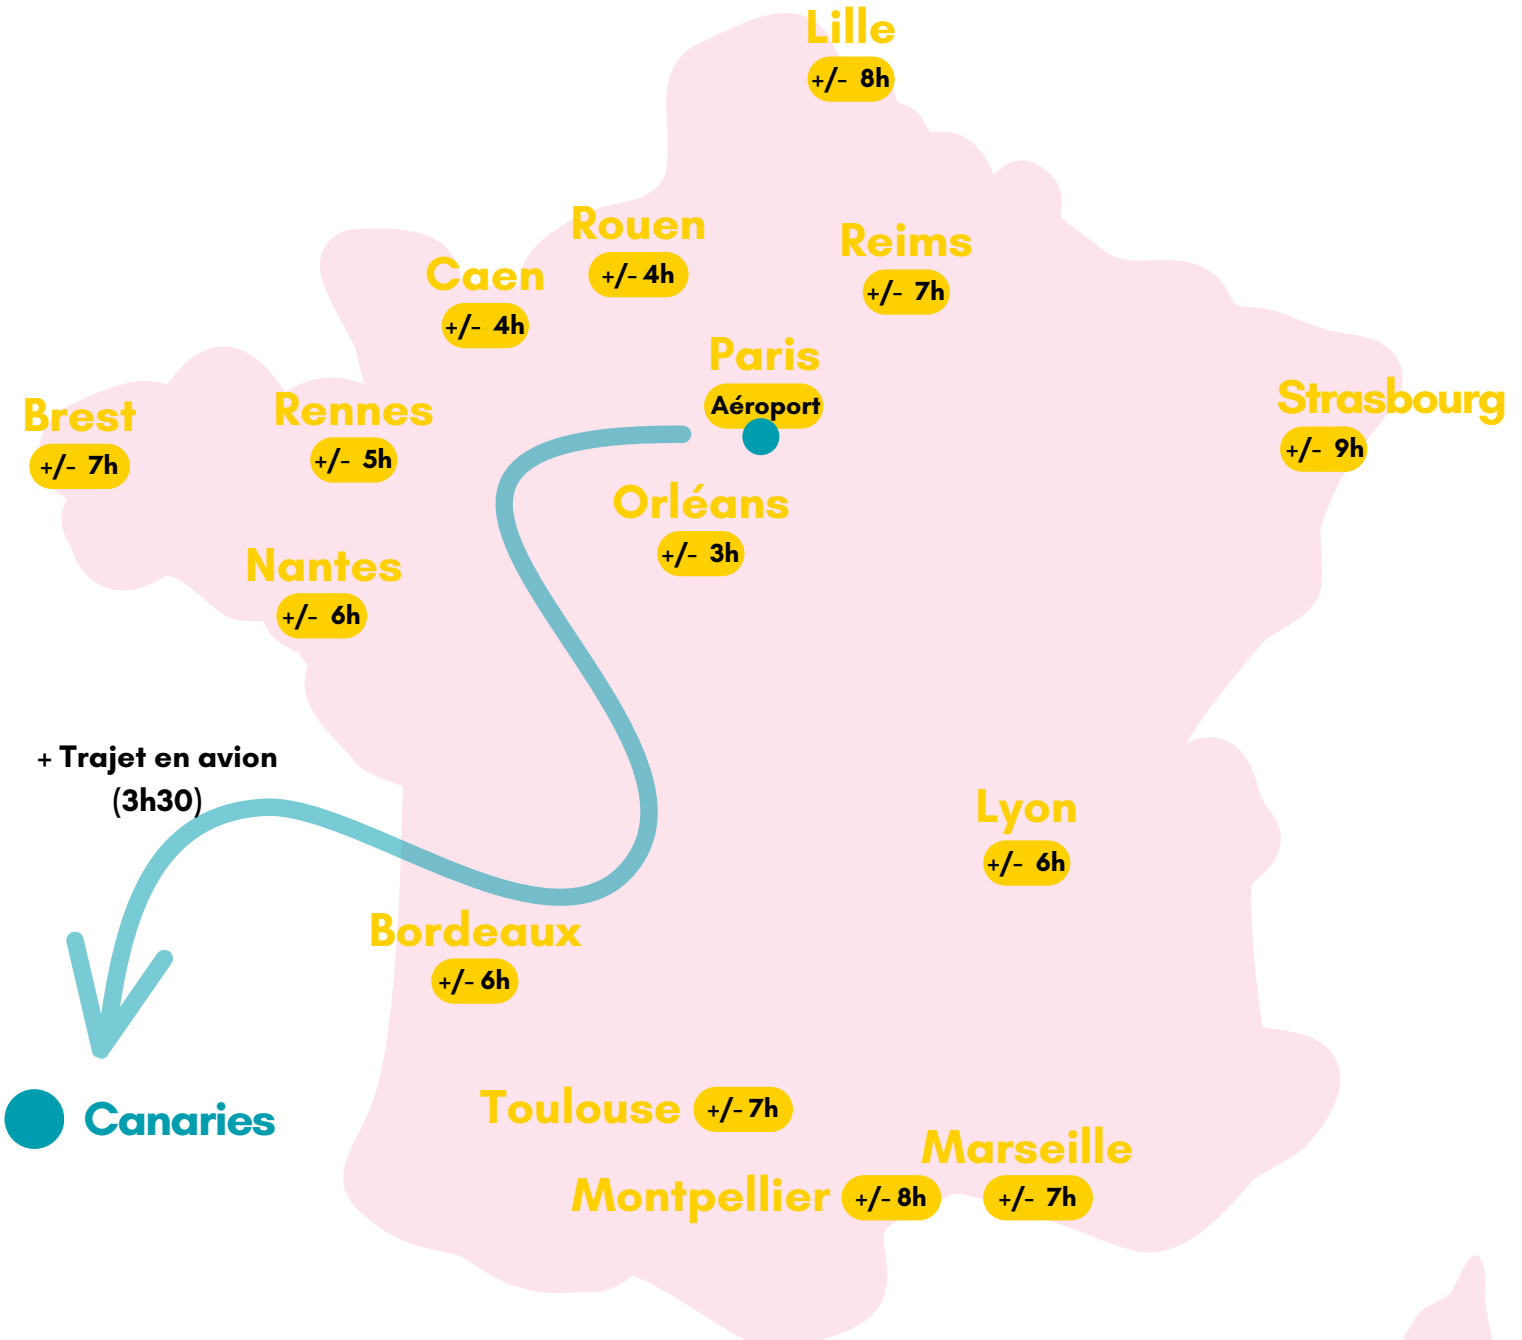 Lille
+/- 8h
Rouen
+/- 4h
Reims
+/- 7h
Caen
+/- 4h
Paris
Aéroport
Strasbourg
+/- 9h
Brest
+/- 7h
Rennes
+/- 5h
Orléans
+/- 3h
Nantes
+/- 6h
+ Trajet en avion
(3h30)
Lyon
+/- 6h
Bordeaux
+/- 6h
Canaries
Toulouse +/- 7h
Marseille
+/- 7h
Montpellier +/- 8h